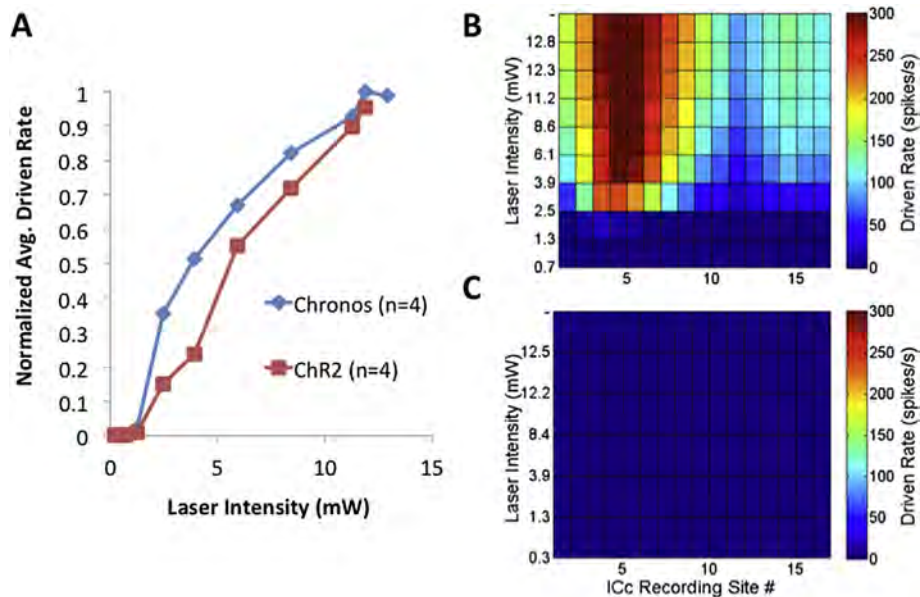 A
Normalized Avg. Driven Rate
1
0.9
0.8
0.7
0.6
0.5
0.4
0.3
0.2
0.1
0
0 5 10 15
Laser Intensity (mW)
Chronos (n=4)
ChR2 (n=4)
B
Laser Intensity (mW)
-
12.8
12.3
11.2
8.6
6.1
3.9
2.5
1.3
0.7
5 10 15
300
250
200
150
100
50
0
Driven Rate (spikes/s)
C
Laser Intensity (mW)
-
12.5
12.2
8.4
3.9
1.3
0.3
5 10 15
ICc Recording Site #
300
250
200
150
100
50
0
Driven Rate (spikes/s)